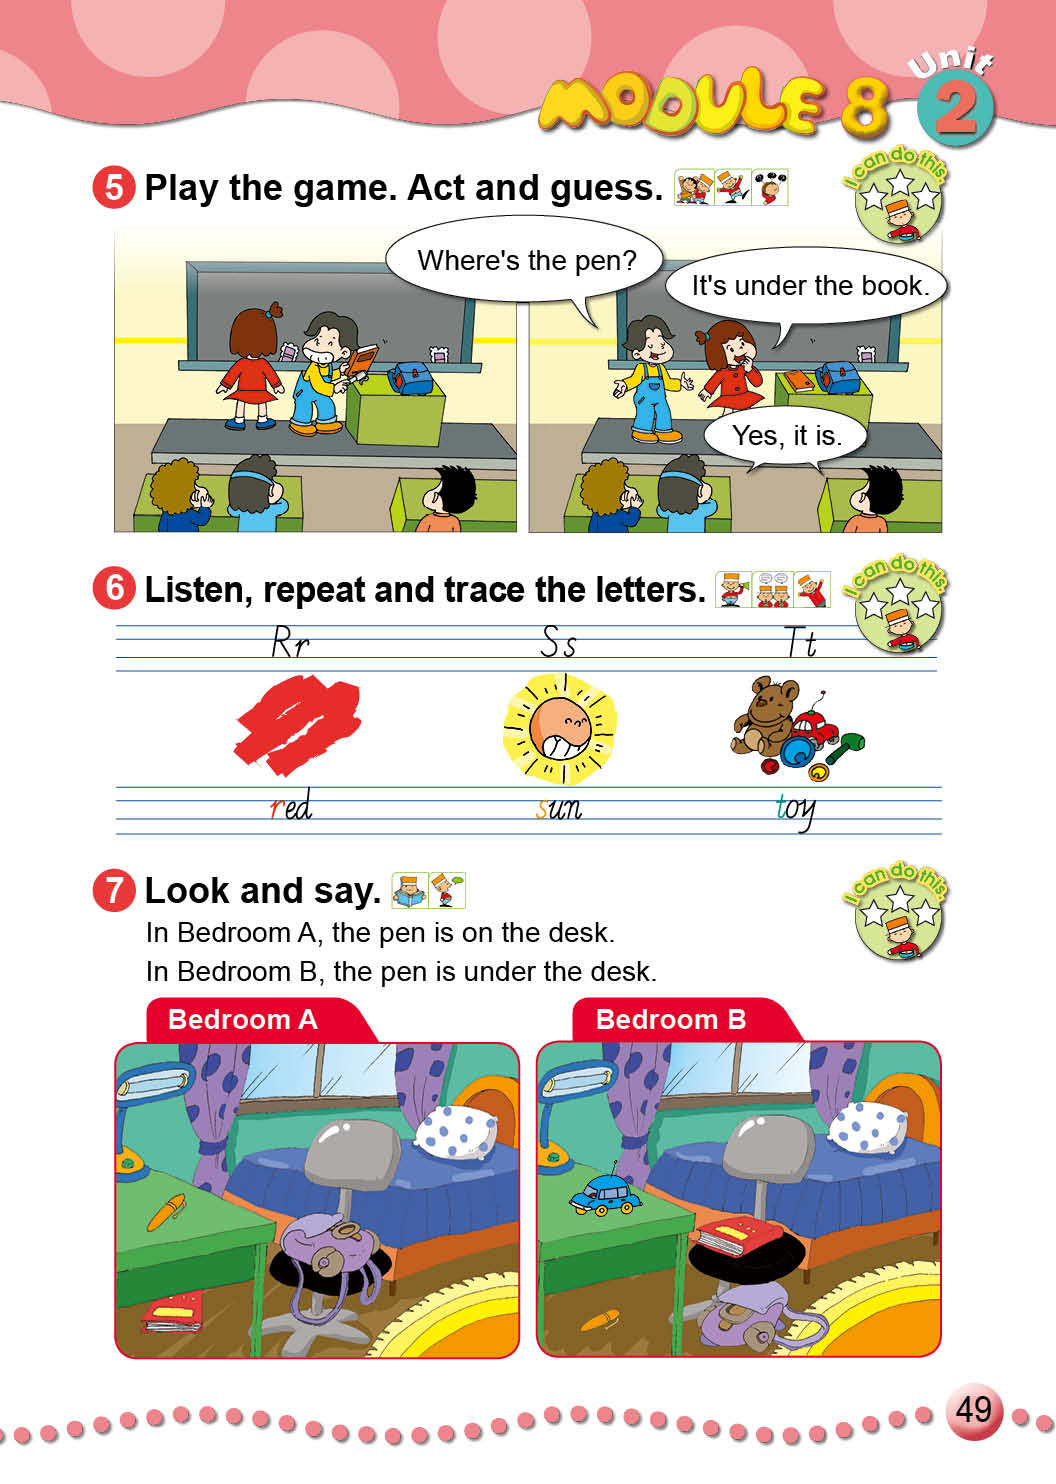 MODULE 8
Unit
2
5 Play the game. Act and guess.
I can do this.
Where's the pen?
It's under the book.
Yes, it is.
6 Listen, repeat and trace the letters.
I can do this.
Rr Ss Tt
red sun toy
7 Look and say.
I can do this.
In Bedroom A, the pen is on the desk.
In Bedroom B, the pen is under the desk.
Bedroom A Bedroom B
49